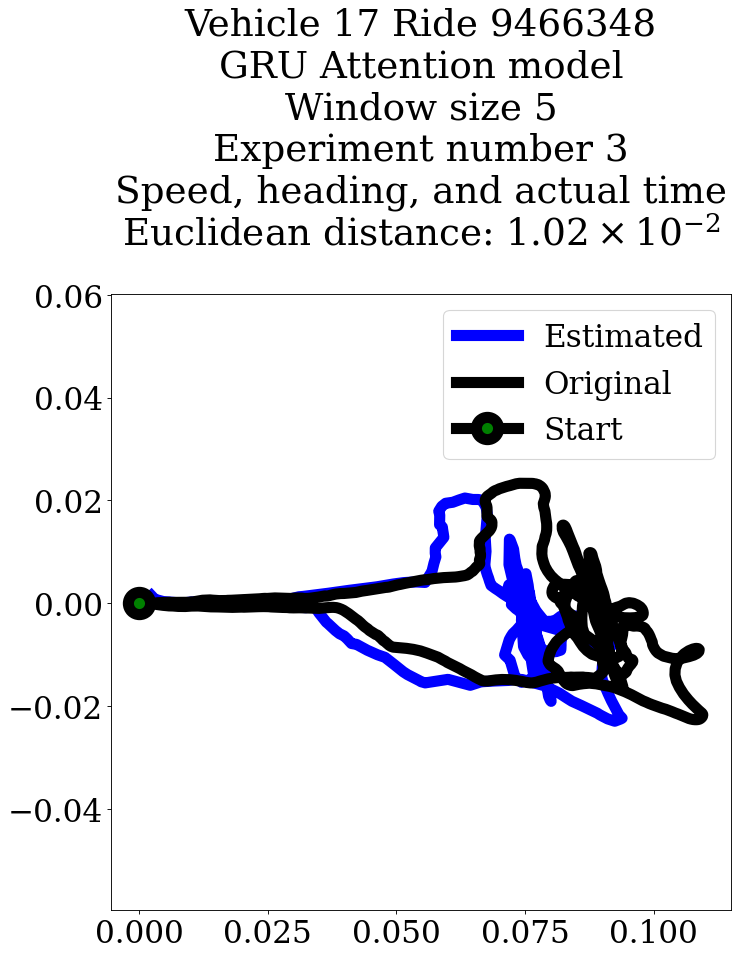 Vehicle 17 Ride 9466348
GRU Attention model
Window size 5
Experiment number 3
Speed, heading, and actual time
Euclidean distance: 1.02 × 10⁻²
0.06
Estimated
Original
Start
0.04
0.02
0.00
−0.02
−0.04
0.000 0.025 0.050 0.075 0.100